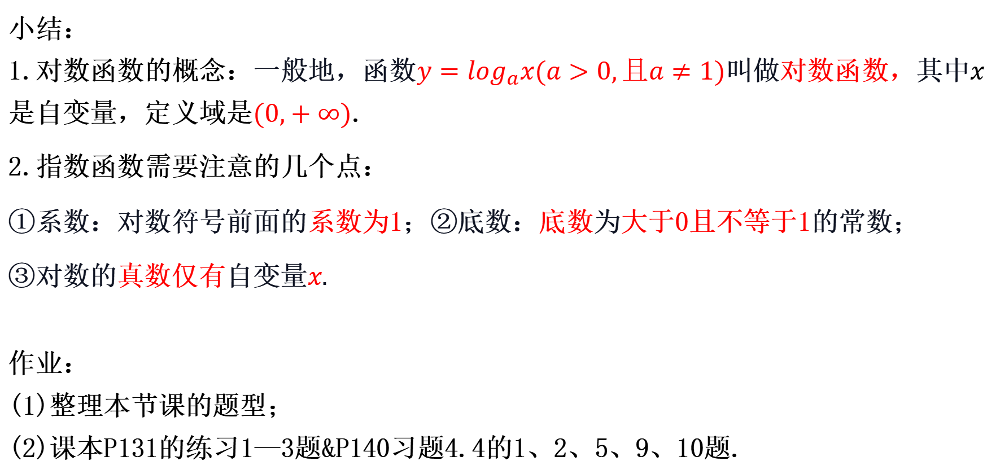 小结：
1.对数函数的概念：一般地，函数y = logₐx(a > 0,且a ≠ 1)叫做对数函数，其中x
是自变量，定义域是(0,+ ∞).
2.指数函数需要注意的几个点：
①系数：对数符号前面的系数为1；②底数：底数为大于0且不等于1的常数；
③对数的真数仅有自变量x.
作业：
(1)整理本节课的题型；
(2)课本P131的练习1—3题&P140习题4.4的1、2、5、9、10题.